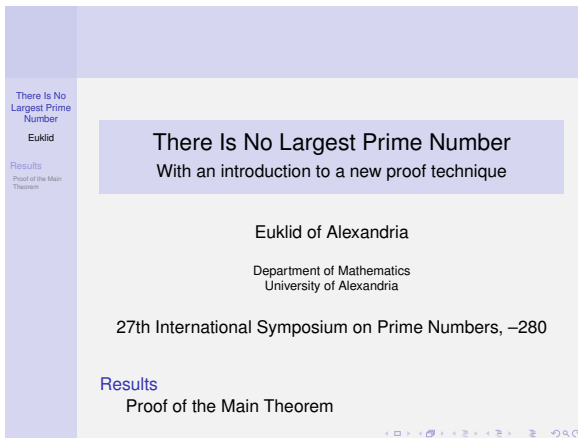 There Is No
Largest Prime
Number
Euklid
Results
Proof of the Main
Theorem
There Is No Largest Prime Number
With an introduction to a new proof technique
Euklid of Alexandria
Department of Mathematics
University of Alexandria
27th International Symposium on Prime Numbers, –280
Results
Proof of the Main Theorem